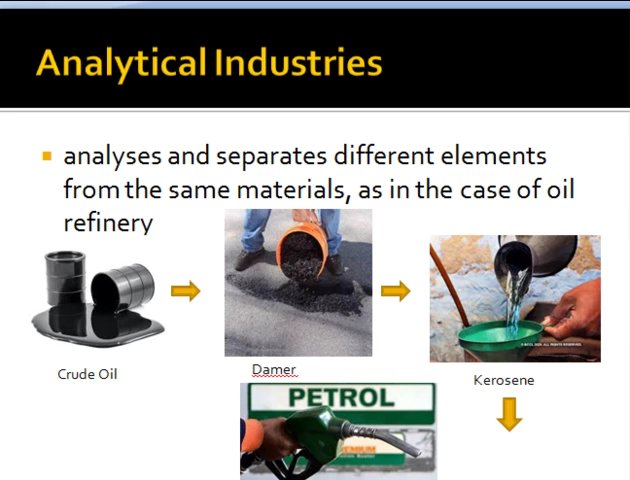 Analytical Industries
analyses and separates different elements
from the same materials, as in the case of oil
refinery
Crude Oil
Damer
Kerosene
PETROL